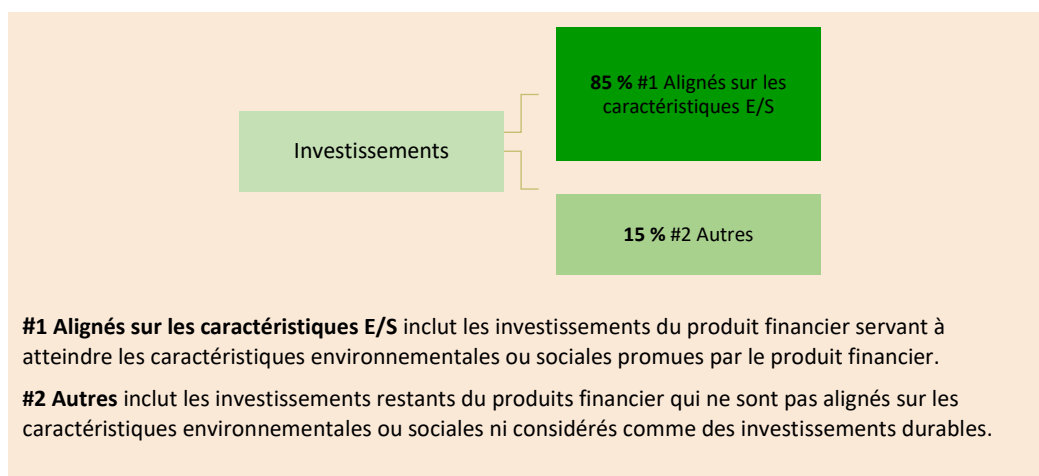 85 % #1 Alignés sur les
caractéristiques E/S
Investissements
15 % #2 Autres
#1 Alignés sur les caractéristiques E/S inclut les investissements du produit financier servant à
atteindre les caractéristiques environnementales ou sociales promues par le produit financier.
#2 Autres inclut les investissements restants du produits financier qui ne sont pas alignés sur les
caractéristiques environnementales ou sociales ni considérés comme des investissements durables.